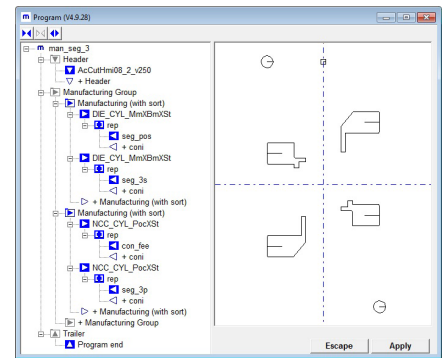 m Program (V4.9.28)
m man_seg_3
Header
AcCutHmi08_2_v250
+ Header
Manufacturing Group
Manufacturing (with sort)
DIE_CYL_MmXBmXSt
rep
seg_pos
+ coni
DIE_CYL_MmXBmXSt
rep
seg_3s
+ coni
+ Manufacturing (with sort)
Manufacturing (with sort)
NCC_CYL_PocXSt
rep
con_fee
+ coni
NCC_CYL_PocXSt
rep
seg_3p
+ coni
+ Manufacturing (with sort)
+ Manufacturing Group
Trailer
Program end
Escape Apply